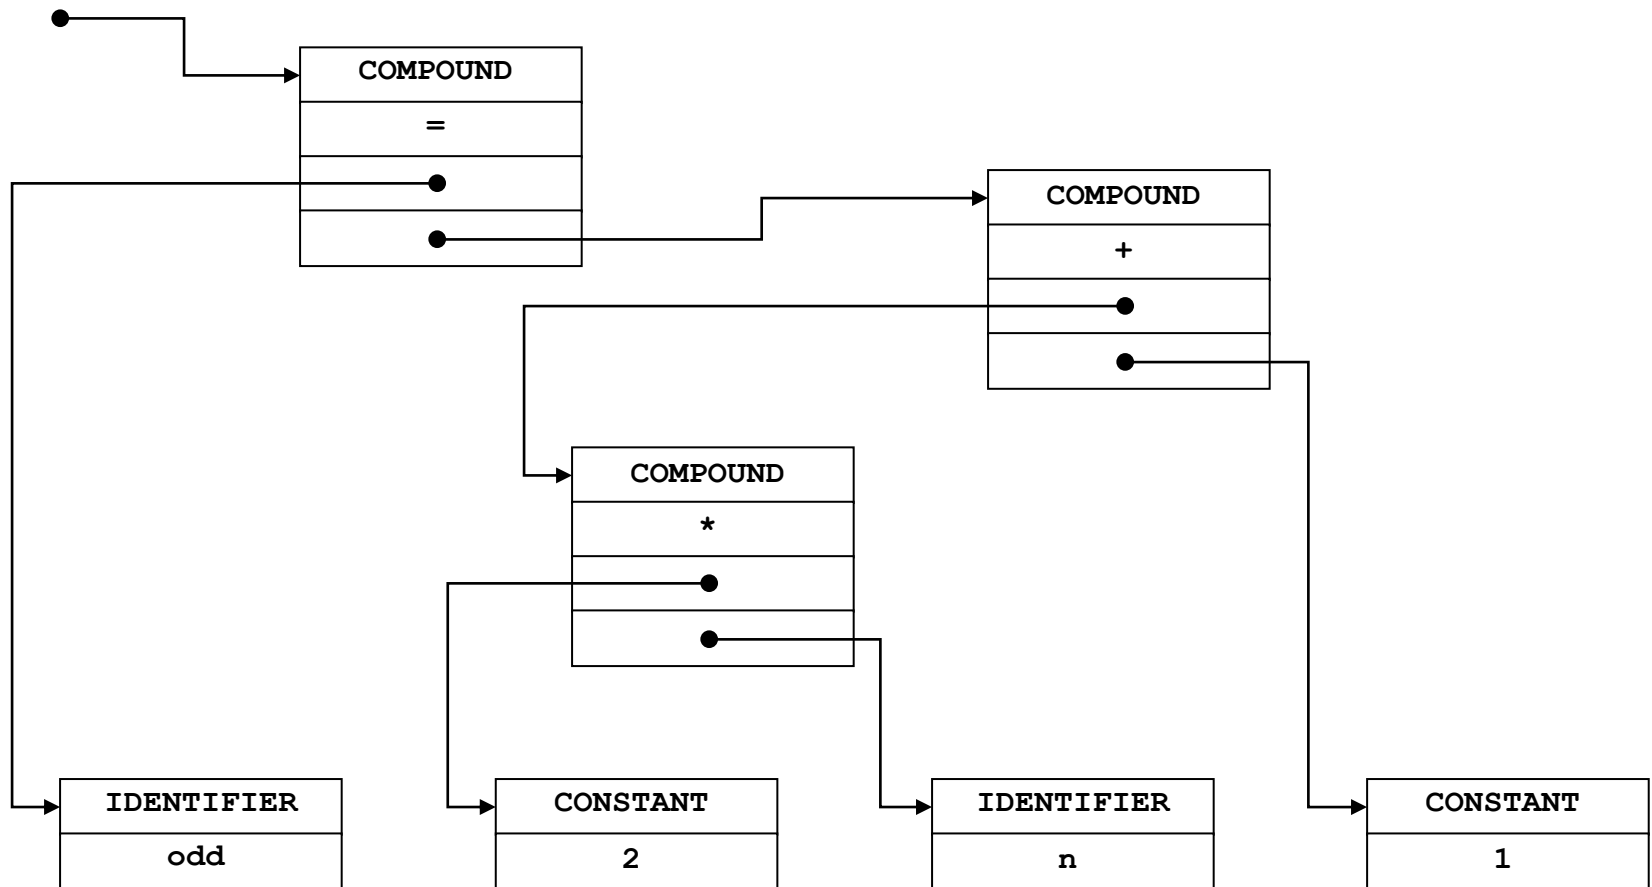 COMPOUND
=
COMPOUND
+
COMPOUND
*
IDENTIFIER
odd
CONSTANT
2
IDENTIFIER
n
CONSTANT
1